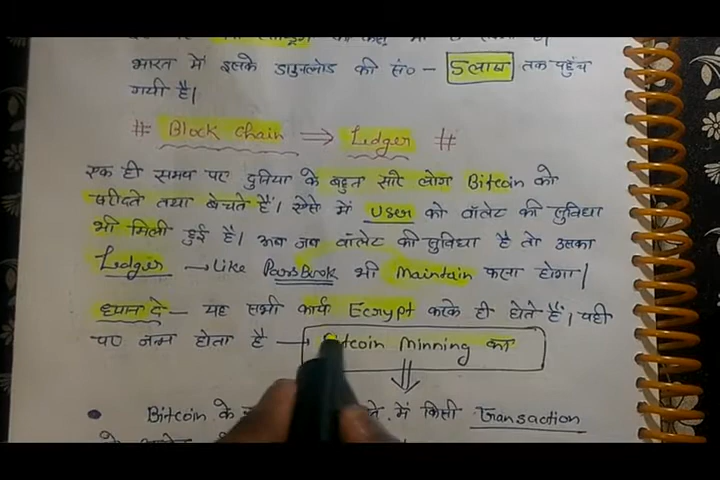 भारत में इसके डाउनलोड की सं० - 5 लाख तक पहुंच
गयी है।
# Block Chain ⇒ Ledger #
एक ही समय पर दुनिया के बहुत सारे लोग Bitcoin को
खरीदते तथा बेचते हैं। ऐसे में User को वॉलेट की सुविधा
भी मिली हुई है। अब जब वॉलेट की सुविधा है तो उसका
Ledger → Like PassBook भी Maintain करना होगा।
ध्यान दे - यह सभी कार्य Ecrypt करके ही होते हैं। यही
पर जन्म होता है → Bitcoin Minning का
• Bitcoin के में किसी Transaction